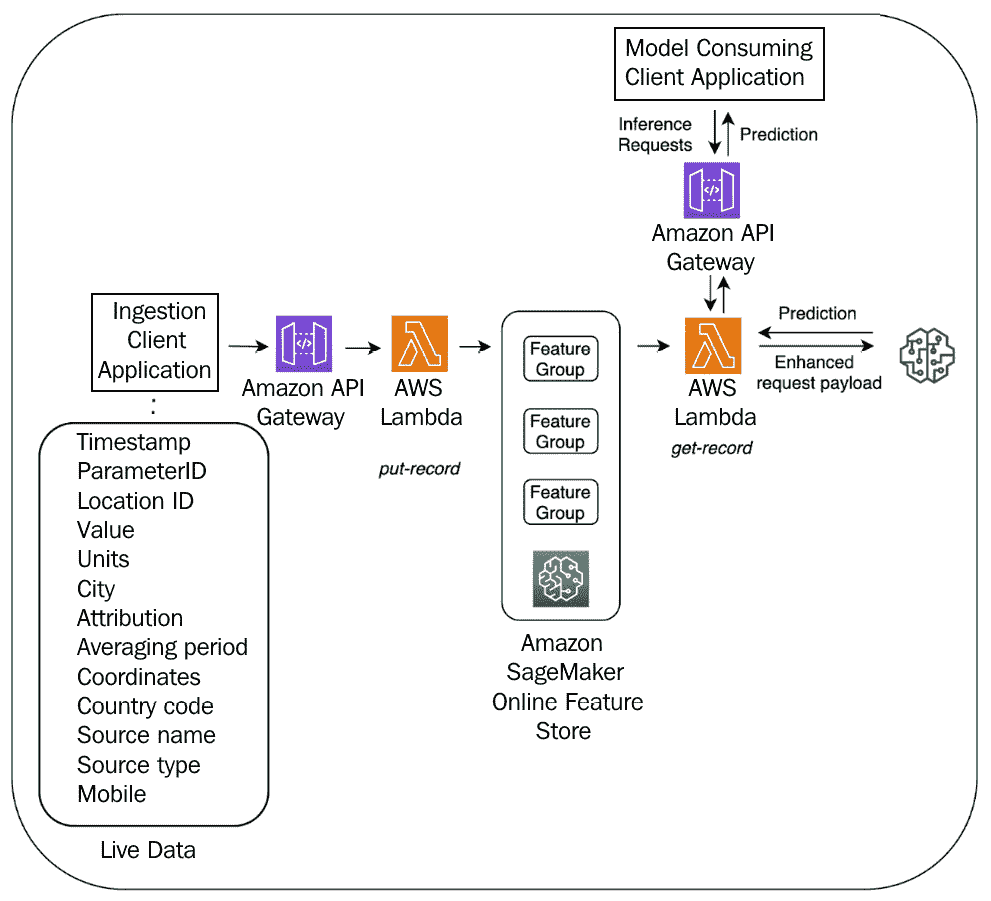 Model Consuming
Client Application
Inference
Requests
Prediction
Amazon API
Gateway
Ingestion
Client
Application
Amazon API
Gateway
AWS
Lambda
put-record
Feature
Group
Feature
Group
Feature
Group
Amazon
SageMaker
Online Feature
Store
AWS
Lambda
get-record
Prediction
Enhanced
request payload
:
Timestamp
ParameterID
Location ID
Value
Units
City
Attribution
Averaging period
Coordinates
Country code
Source name
Source type
Mobile
Live Data